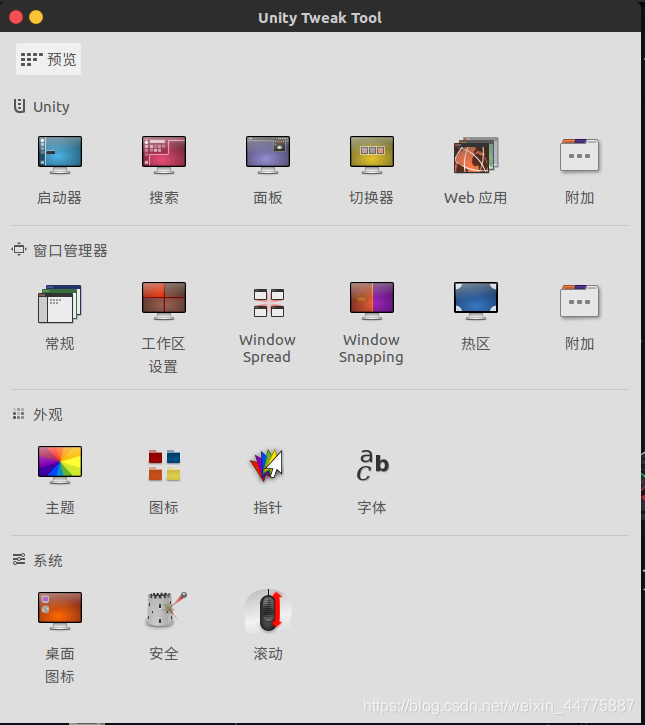 Unity Tweak Tool
预览
Unity
启动器
搜索
面板
切换器
Web 应用
附加
窗口管理器
常规
工作区
设置
Window
Spread
Window
Snapping
热区
附加
外观
主题
图标
指针
字体
系统
桌面
图标
安全
滚动
https://blog.csdn.net/weixin_44775887